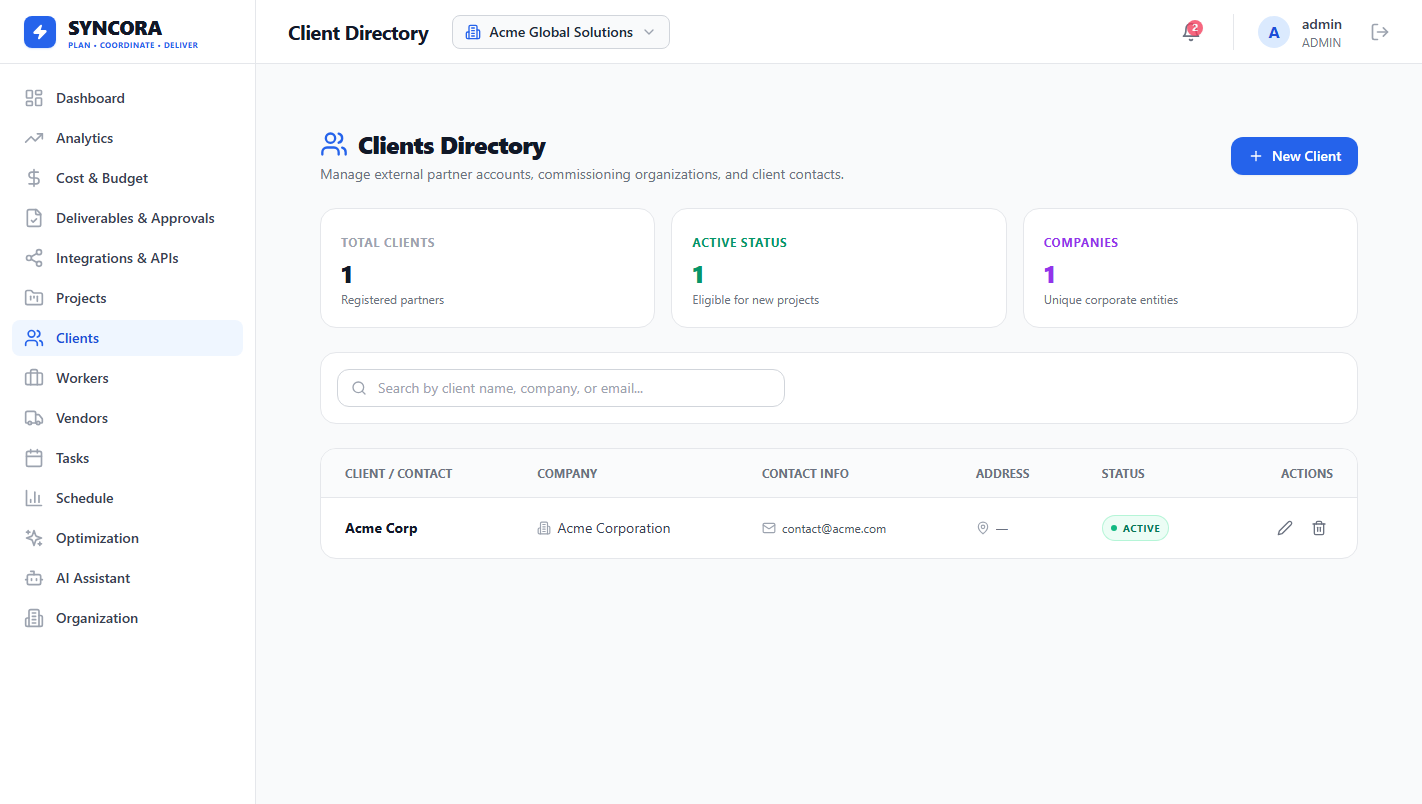 SYNCORA
PLAN • COORDINATE • DELIVER
Client Directory
Acme Global Solutions
2
A
admin
ADMIN
Dashboard
Analytics
Cost & Budget
Deliverables & Approvals
Integrations & APIs
Projects
Clients
Workers
Vendors
Tasks
Schedule
Optimization
AI Assistant
Organization
Clients Directory
Manage external partner accounts, commissioning organizations, and client contacts.
New Client
TOTAL CLIENTS
1
Registered partners
ACTIVE STATUS
1
Eligible for new projects
COMPANIES
1
Unique corporate entities
Search by client name, company, or email...
CLIENT / CONTACT COMPANY CONTACT INFO ADDRESS STATUS ACTIONS
Acme Corp Acme Corporation contact@acme.com — ACTIVE